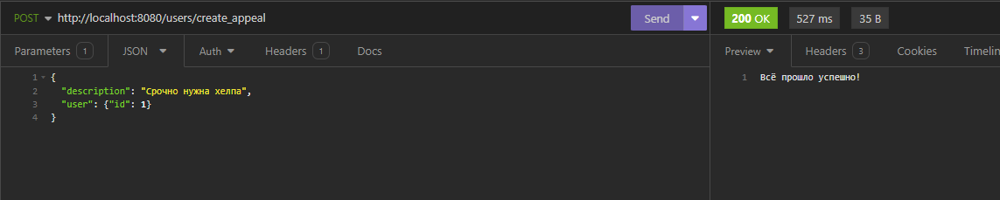 POST http://localhost:8080/users/create_appeal Send 200 OK 527 ms 35 B
Parameters 1 JSON Auth Headers 1 Docs Preview Headers 3 Cookies Timelin
1 { 1 Всё прошло успешно!
2 "description": "Срочно нужна хелпа",
3 "user": {"id": 1}
4 }